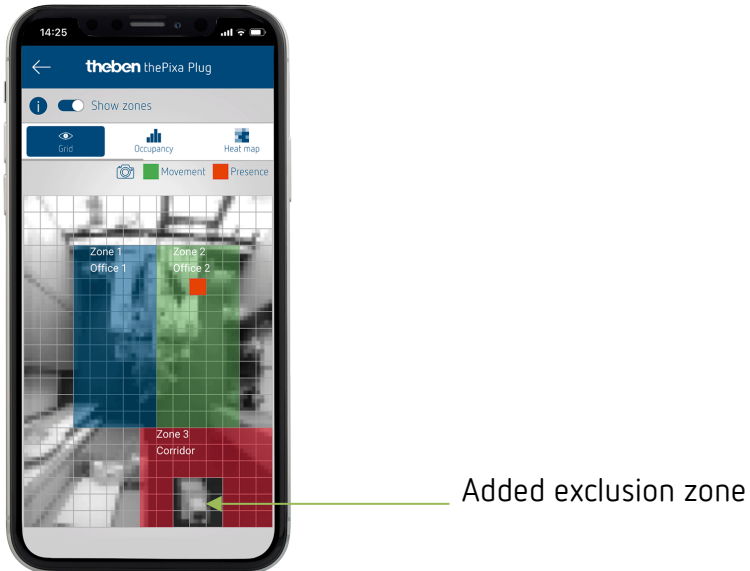 14:25
theben thePixa Plug
i Show zones
Grid Occupancy Heat map
Movement Presence
Zone 1 Zone 2
Office 1 Office 2
Zone 3
Corridor
Added exclusion zone